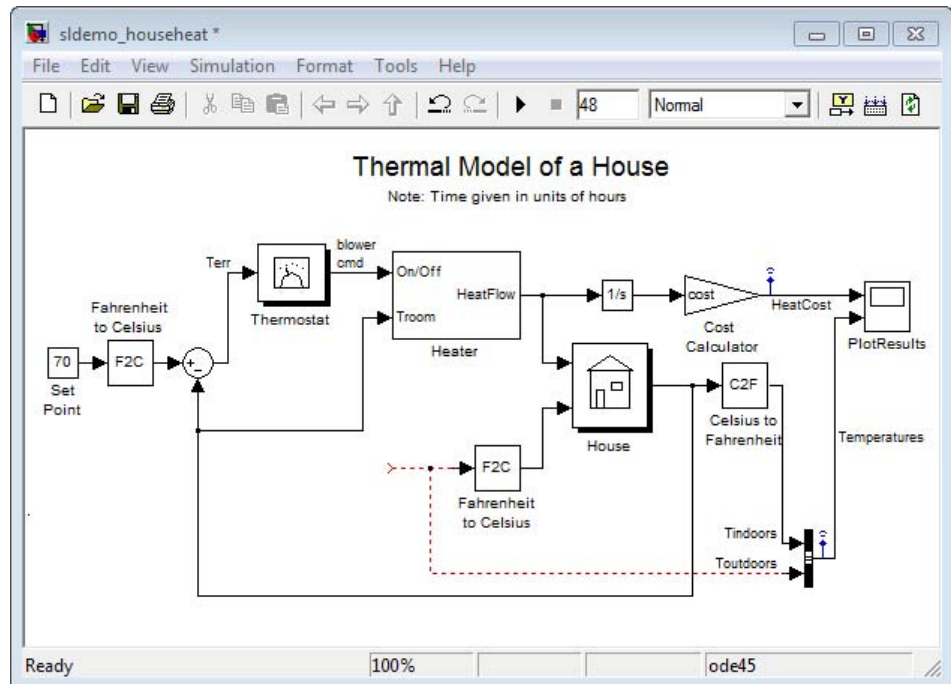 sldemo_househeat *
File Edit View Simulation Format Tools Help
48 Normal
Thermal Model of a House
Note: Time given in units of hours
Terr
blower
cmd
On/Off
HeatFlow
Troom
Heater
Thermostat
Fahrenheit
to Celsius
70
F2C
+
-
Set
Point
1/s
cost
Cost
Calculator
HeatCost
PlotResults
House
C2F
Celsius to
Fahrenheit
Temperatures
F2C
Fahrenheit
to Celsius
Tindoors
Toutdoors
Ready 100% ode45